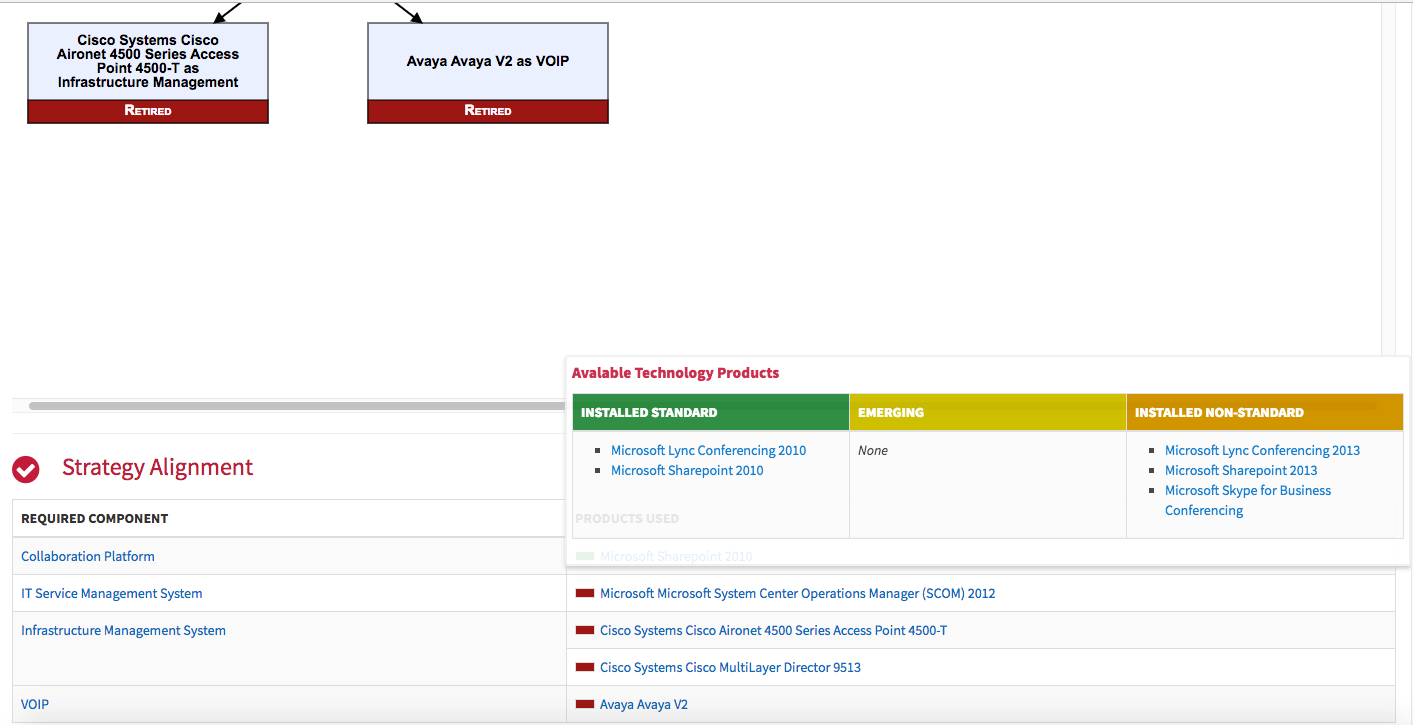 Cisco Systems Cisco
Aironet 4500 Series Access
Point 4500-T as
Infrastructure Management
RETIRED
Avaya Avaya V2 as VOIP
RETIRED
Avalable Technology Products
INSTALLED STANDARD
EMERGING
INSTALLED NON-STANDARD
Microsoft Lync Conferencing 2010
Microsoft Sharepoint 2010
None
Microsoft Lync Conferencing 2013
Microsoft Sharepoint 2013
Microsoft Skype for Business
Conferencing
Strategy Alignment
REQUIRED COMPONENT
PRODUCTS USED
Collaboration Platform
Microsoft Sharepoint 2010
IT Service Management System
Microsoft Microsoft System Center Operations Manager (SCOM) 2012
Infrastructure Management System
Cisco Systems Cisco Aironet 4500 Series Access Point 4500-T
Cisco Systems Cisco MultiLayer Director 9513
VOIP
Avaya Avaya V2